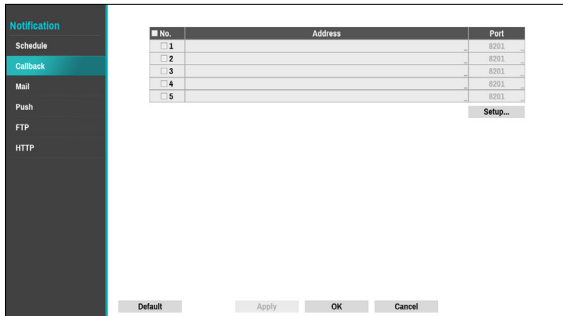 Notification
Schedule
Callback
Mail
Push
FTP
HTTP
No. Address Port
1 8201
2 8201
3 8201
4 8201
5 8201
Setup...
Default Apply OK Cancel